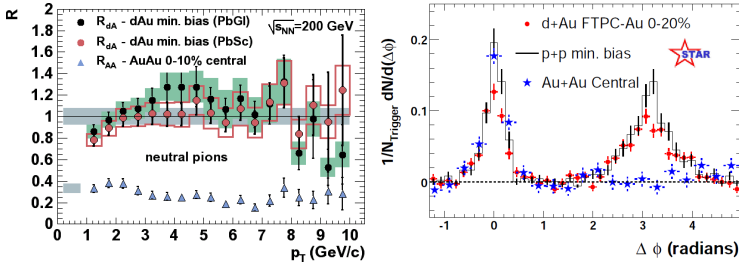 R
R_dA - dAu min. bias (PbGl)
R_dA - dAu min. bias (PbSc)
R_AA - AuAu 0-10% central
√s_NN = 200 GeV
neutral pions
2
1.8
1.6
1.4
1.2
1
0.8
0.6
0.4
0.2
0
0 1 2 3 4 5 6 7 8 9 10
p_T (GeV/c)
d+Au FTPC-Au 0-20%
p+p min. bias
Au+Au Central
STAR
1/N_Trigger dN/d(Δφ)
0.2
0.1
0
-1 0 1 2 3 4
Δ φ (radians)